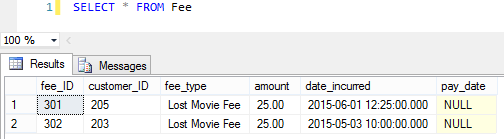 1 SELECT * FROM Fee
100 %
Results Messages
fee_ID customer_ID fee_type amount date_incurred pay_date
1 301 205 Lost Movie Fee 25.00 2015-06-01 12:25:00.000 NULL
2 302 203 Lost Movie Fee 25.00 2015-05-03 10:00:00.000 NULL